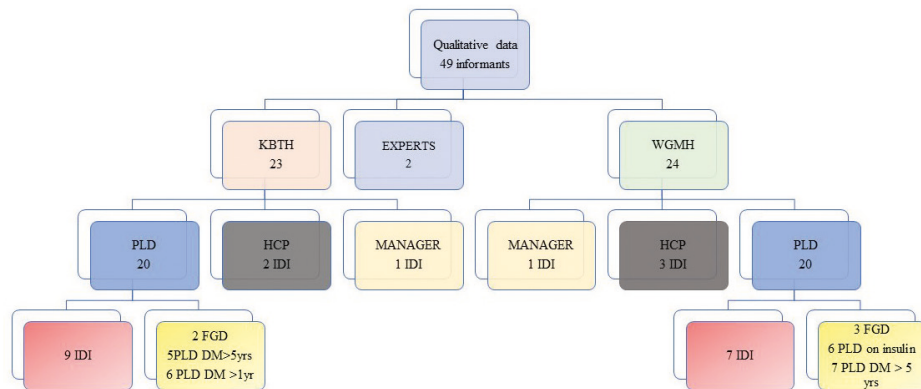 Qualitative data
49 informants
KBTH
23
EXPERTS
2
WGMH
24
PLD
20
HCP
2 IDI
MANAGER
1 IDI
MANAGER
1 IDI
HCP
3 IDI
PLD
20
9 IDI
2 FGD
5PLD DM>5yrs
6 PLD DM >1yr
7 IDI
3 FGD
6 PLD on insulin
7 PLD DM > 5
yrs